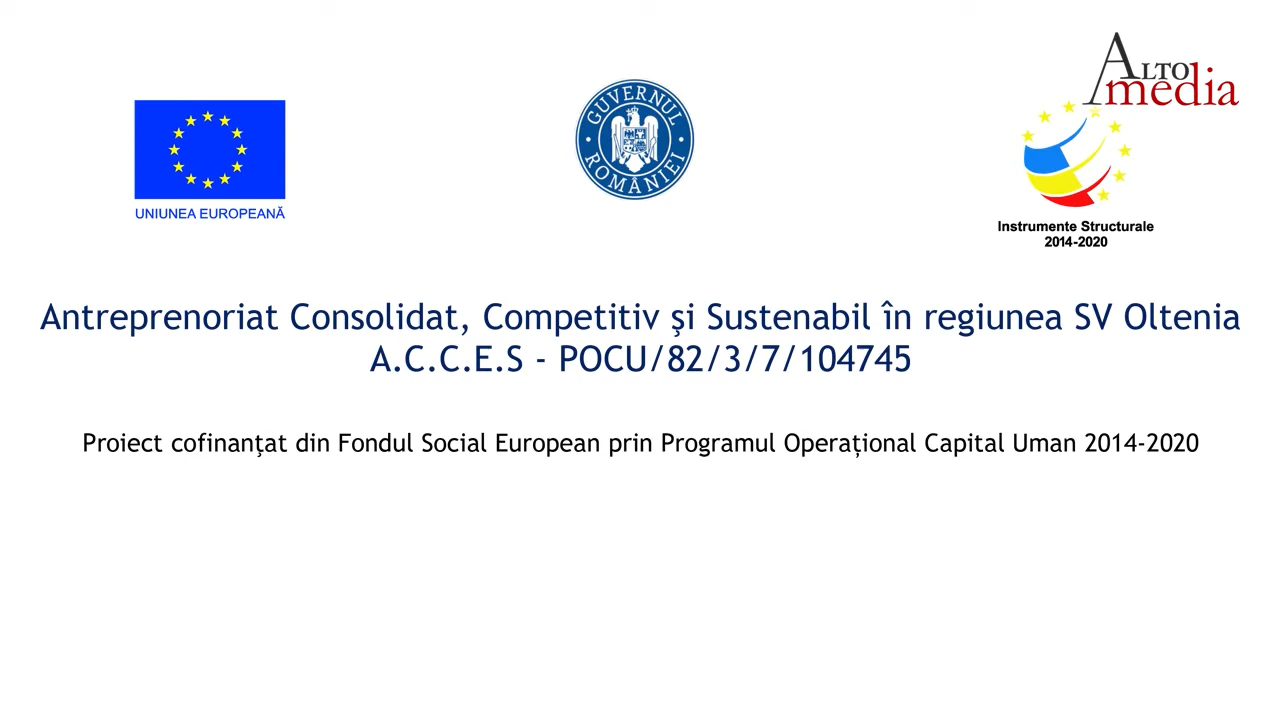 ALTO
media
GUVERNUL ROMÂNIEI
UNIUNEA EUROPEANĂ
Instrumente Structurale
2014-2020
Antreprenoriat Consolidat, Competitiv şi Sustenabil în regiunea SV Oltenia
A.C.C.E.S - POCU/82/3/7/104745
Proiect cofinanţat din Fondul Social European prin Programul Operațional Capital Uman 2014-2020